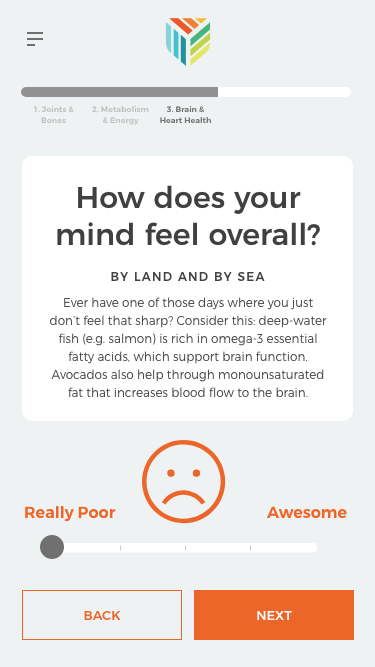 1. Joints &
Bones
2. Metabolism
& Energy
3. Brain &
Heart Health
How does your
mind feel overall?
BY LAND AND BY SEA
Ever have one of those days where you just
don't feel that sharp? Consider this: deep-water
fish (e.g. salmon) is rich in omega-3 essential
fatty acids, which support brain function.
Avocados also help through monounsaturated
fat that increases blood flow to the brain.
Really Poor
Awesome
BACK
NEXT